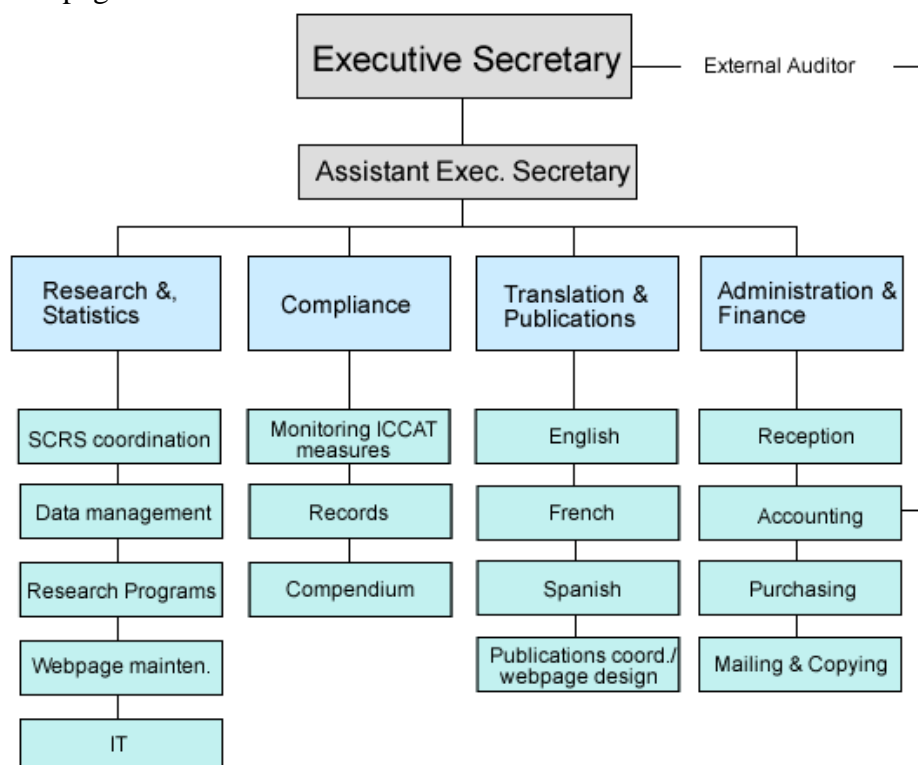 Executive Secretary
External Auditor
Assistant Exec. Secretary
Research &,
Statistics
Compliance
Translation &
Publications
Administration &
Finance
SCRS coordination
Monitoring ICCAT
measures
English
Reception
Data management
Records
French
Accounting
Research Programs
Compendium
Spanish
Purchasing
Webpage mainten.
Publications coord./
webpage design
Mailing & Copying
IT